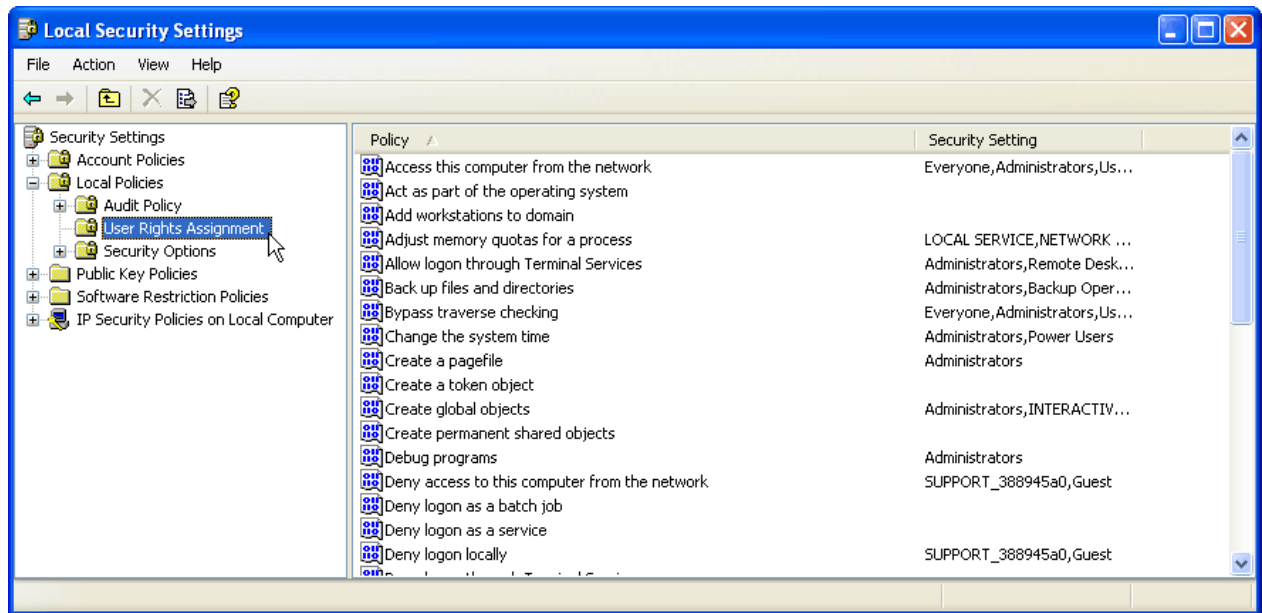 Local Security Settings
File Action View Help
Security Settings
Account Policies
Local Policies
Audit Policy
User Rights Assignment
Security Options
Public Key Policies
Software Restriction Policies
IP Security Policies on Local Computer
Policy Security Setting
Access this computer from the network Everyone,Administrators,Us...
Act as part of the operating system
Add workstations to domain
Adjust memory quotas for a process LOCAL SERVICE,NETWORK ...
Allow logon through Terminal Services Administrators,Remote Desk...
Back up files and directories Administrators,Backup Oper...
Bypass traverse checking Everyone,Administrators,Us...
Change the system time Administrators,Power Users
Create a pagefile Administrators
Create a token object
Create global objects Administrators,INTERACTIV...
Create permanent shared objects
Debug programs Administrators
Deny access to this computer from the network SUPPORT_388945a0,Guest
Deny logon as a batch job
Deny logon as a service
Deny logon locally SUPPORT_388945a0,Guest